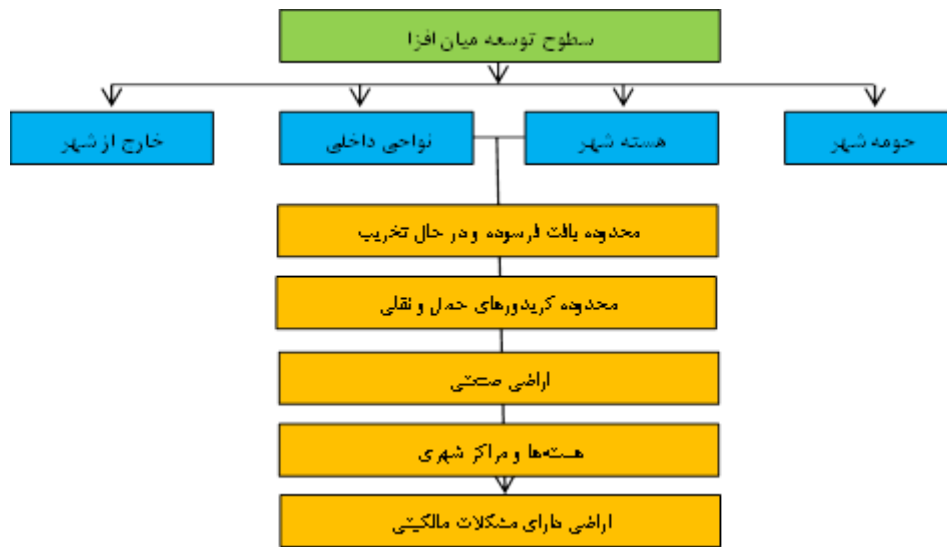 سطوح توسعه میان افزا
حومه شهر
هسته شهر
نواحی داخلی
خارج از شهر
محدوده بافت فرسوده و در حال تخریب
محدوده کریدورهای حمل و نقلی
اراضی صنعتی
هسته‌ها و مراکز شهری
اراضی دارای مشکلات مالکیتی